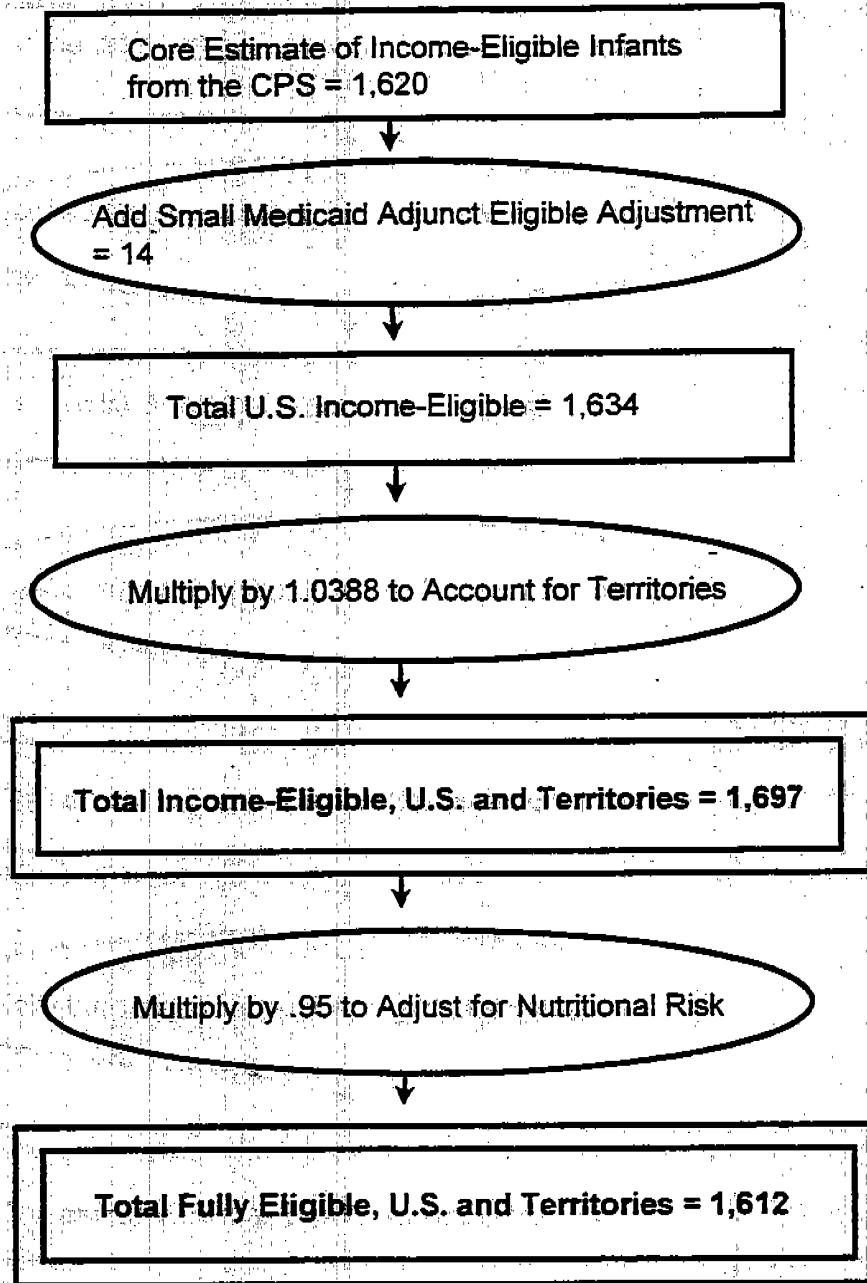 Core Estimate of Income-Eligible Infants
from the CPS = 1,620
Add Small Medicaid Adjunct Eligible Adjustment
= 14
Total U.S. Income-Eligible = 1,634
Multiply by 1.0388 to Account for Territories
Total Income-Eligible, U.S. and Territories = 1,697
Multiply by .95 to Adjust for Nutritional Risk
Total Fully Eligible, U.S. and Territories = 1,612